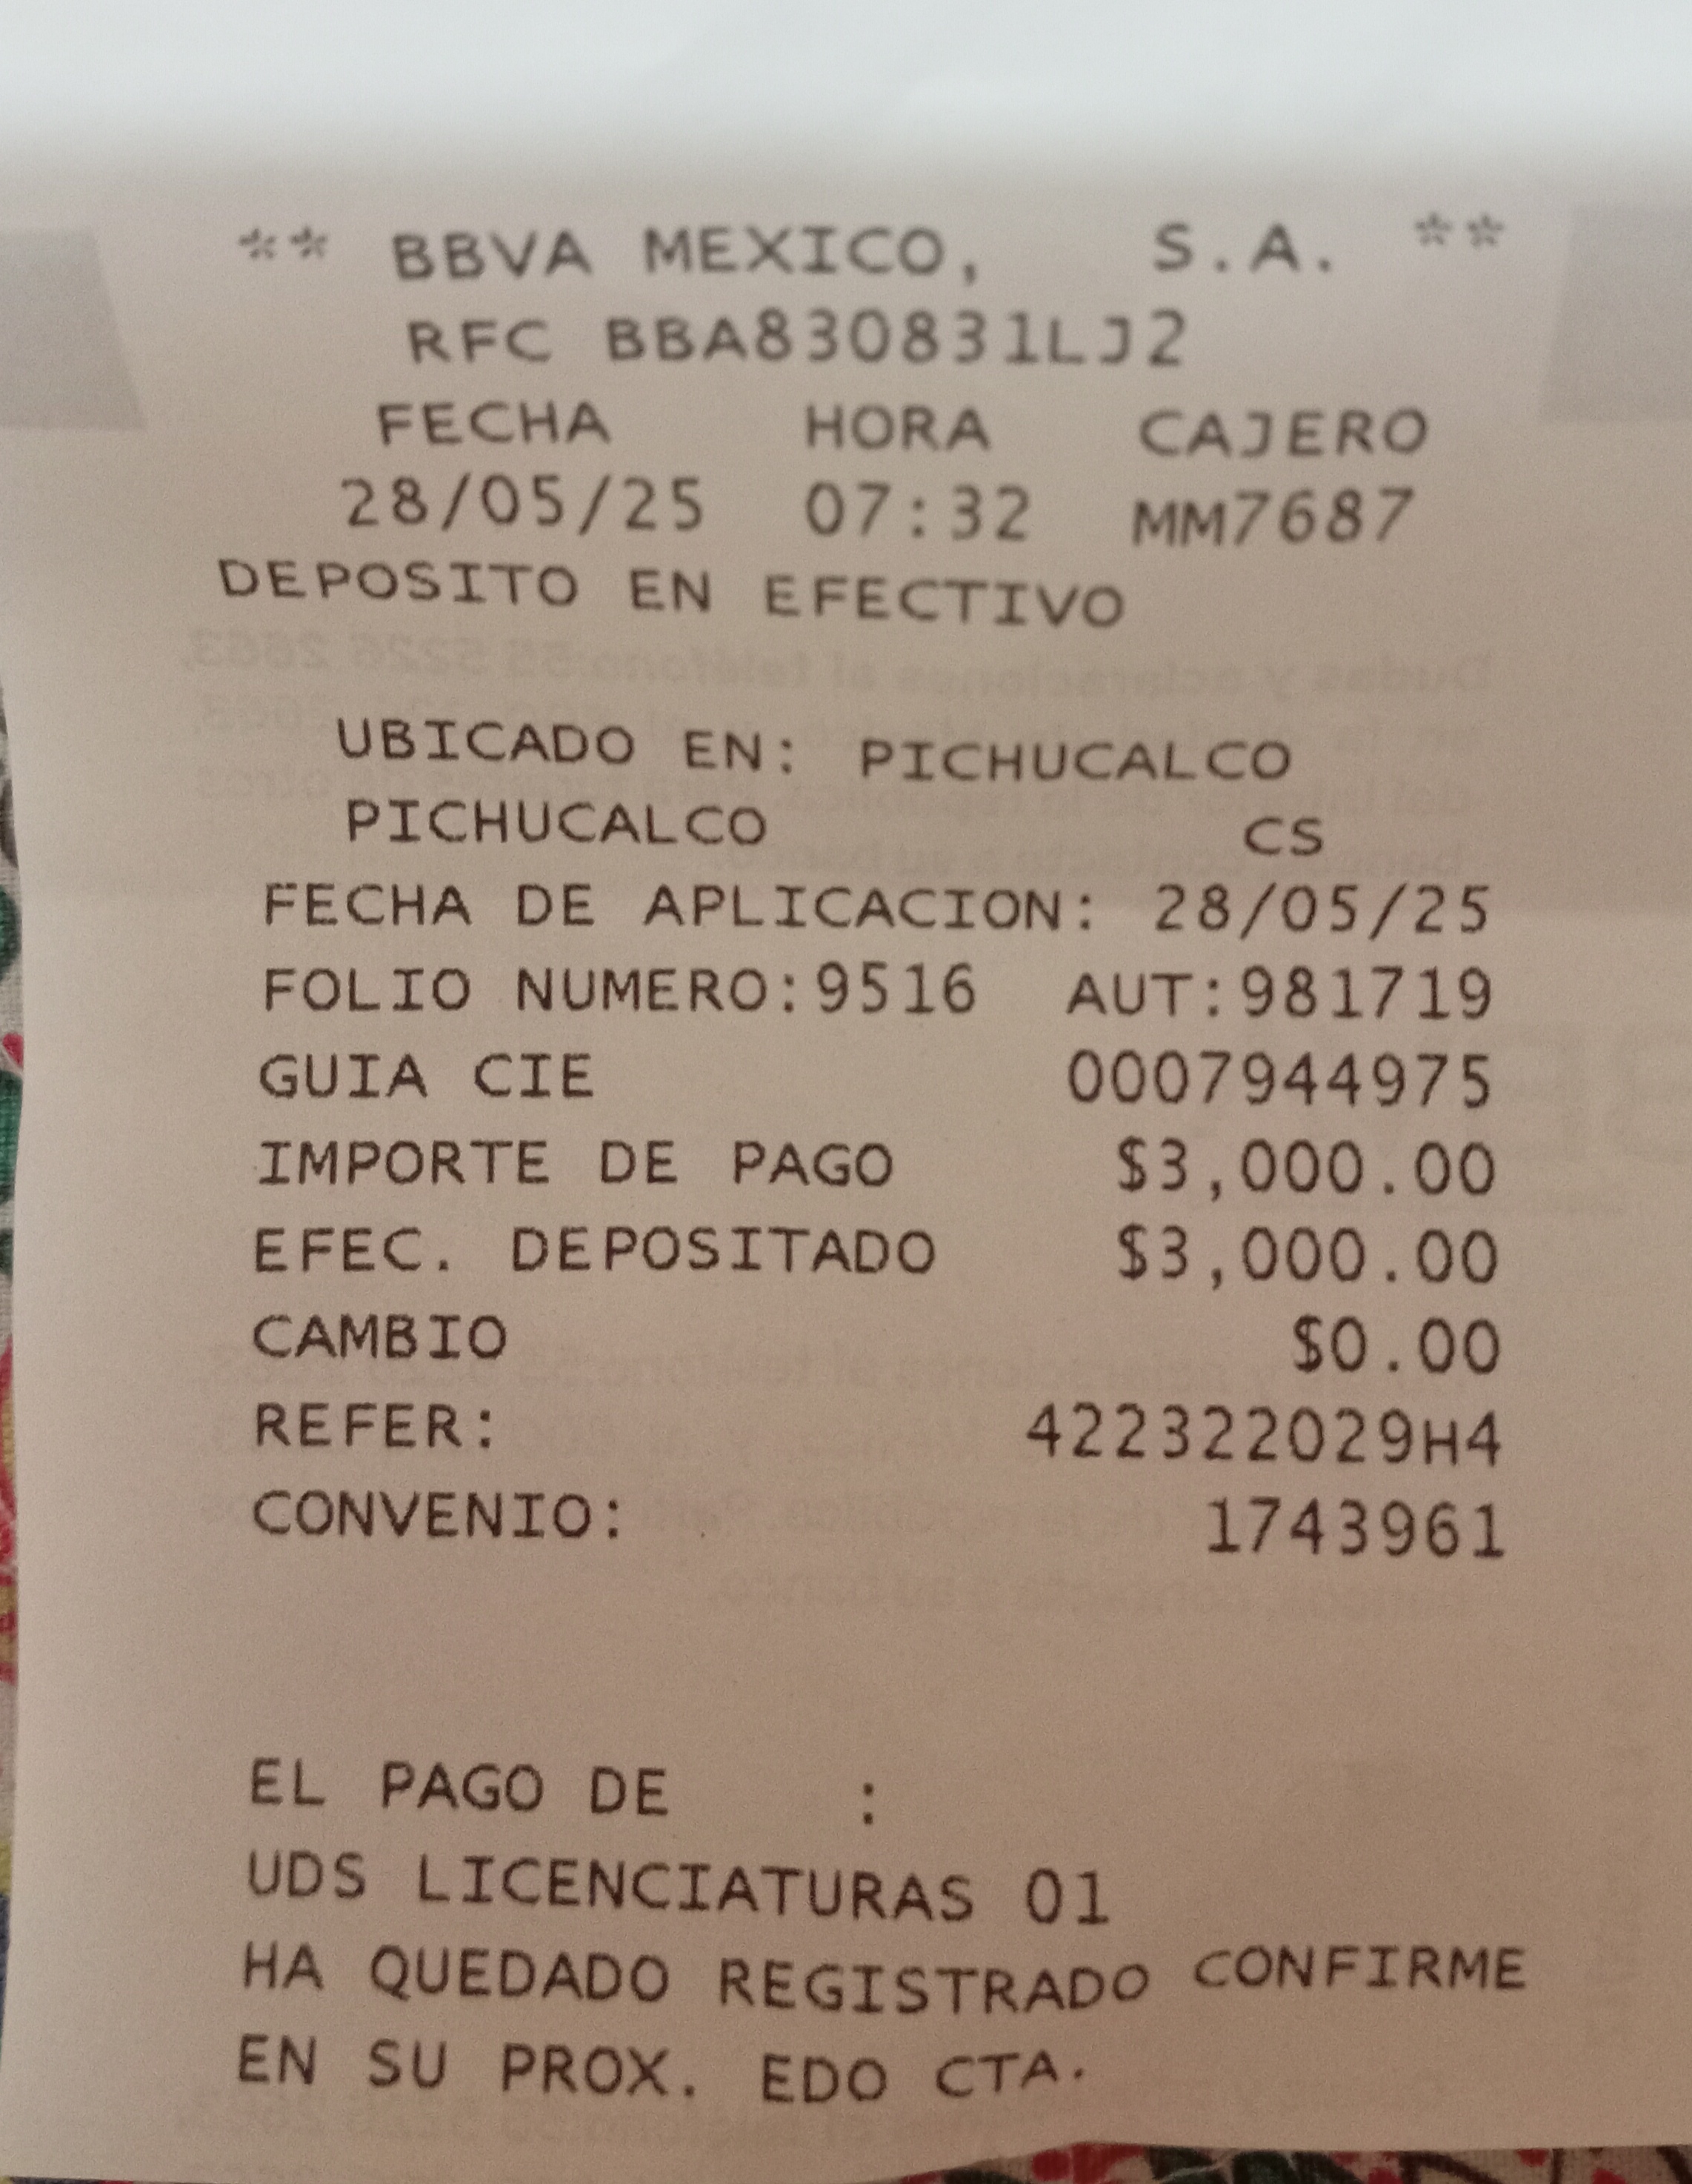 ** BBVA MEXICO, S.A. **
RFC BBA830831LJ2
FECHA HORA CAJERO
28/05/25 07:32 MM7687
DEPOSITO EN EFECTIVO
UBICADO EN: PICHUCALCO
PICHUCALCO CS
FECHA DE APLICACION: 28/05/25
FOLIO NUMERO:9516 AUT:981719
GUIA CIE 0007944975
IMPORTE DE PAGO $3,000.00
EFEC. DEPOSITADO $3,000.00
CAMBIO $0.00
REFER: 422322029H4
CONVENIO: 1743961
EL PAGO DE :
UDS LICENCIATURAS 01
HA QUEDADO REGISTRADO CONFIRME
EN SU PROX. EDO CTA.